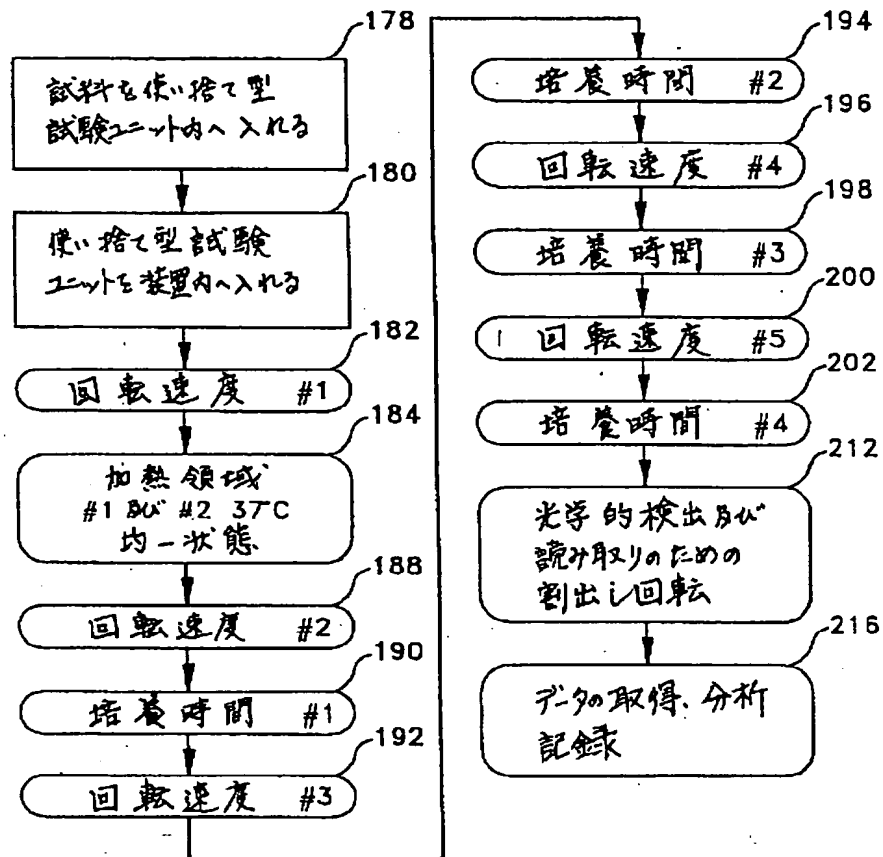 178
試料を使い捨て型
試験ユニット内へ入れる
180
使い捨て型試験
ユニットを装置内へ入れる
182
回転速度 #1
184
加熱領域
#1 及び #2 37℃
均一状態
188
回転速度 #2
190
培養時間 #1
192
回転速度 #3
194
培養時間 #2
196
回転速度 #4
198
培養時間 #3
200
回転速度 #5
202
培養時間 #4
212
光学的検出及び
読み取りのための
割出し回転
216
データの取得、分析
記録